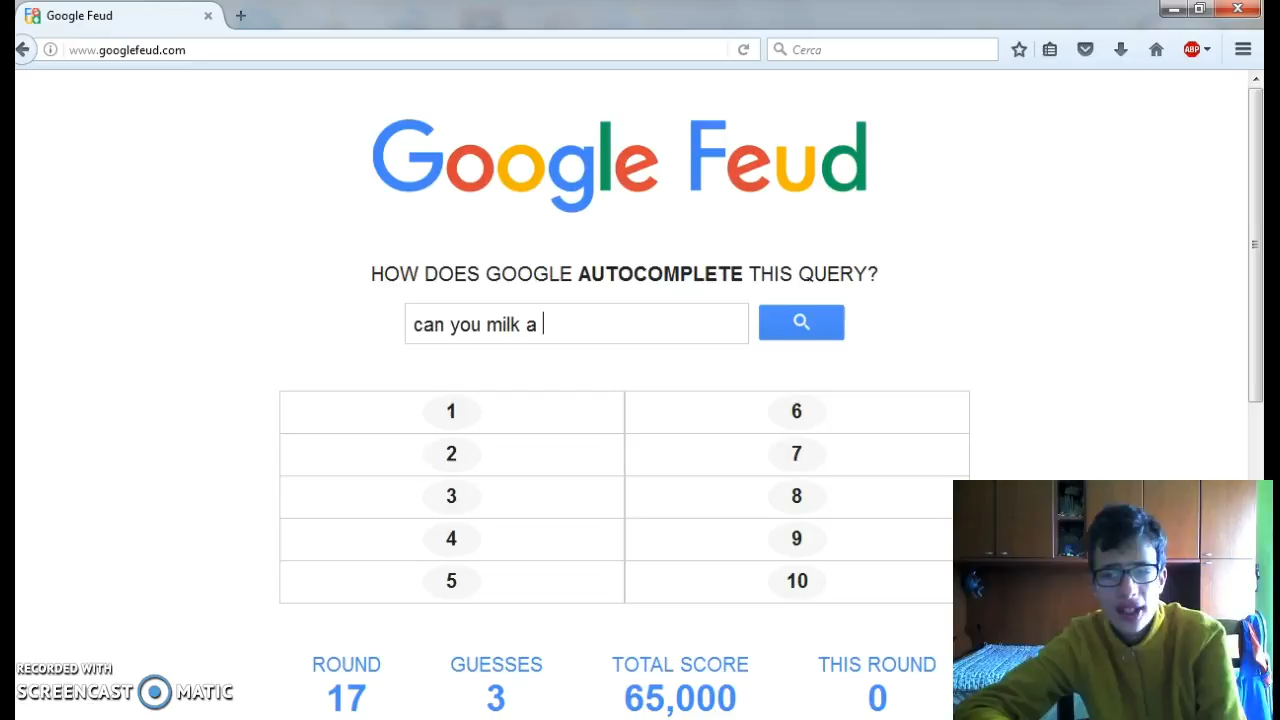 Google Feud
www.googlefeud.com
Cerca
ABP
Google Feud
HOW DOES GOOGLE AUTOCOMPLETE THIS QUERY?
can you milk a
1 6
2 7
3 8
4 9
5 10
ROUND GUESSES TOTAL SCORE THIS ROUND
17 3 65,000 0
RECORDED WITH
SCREENCAST MATIC